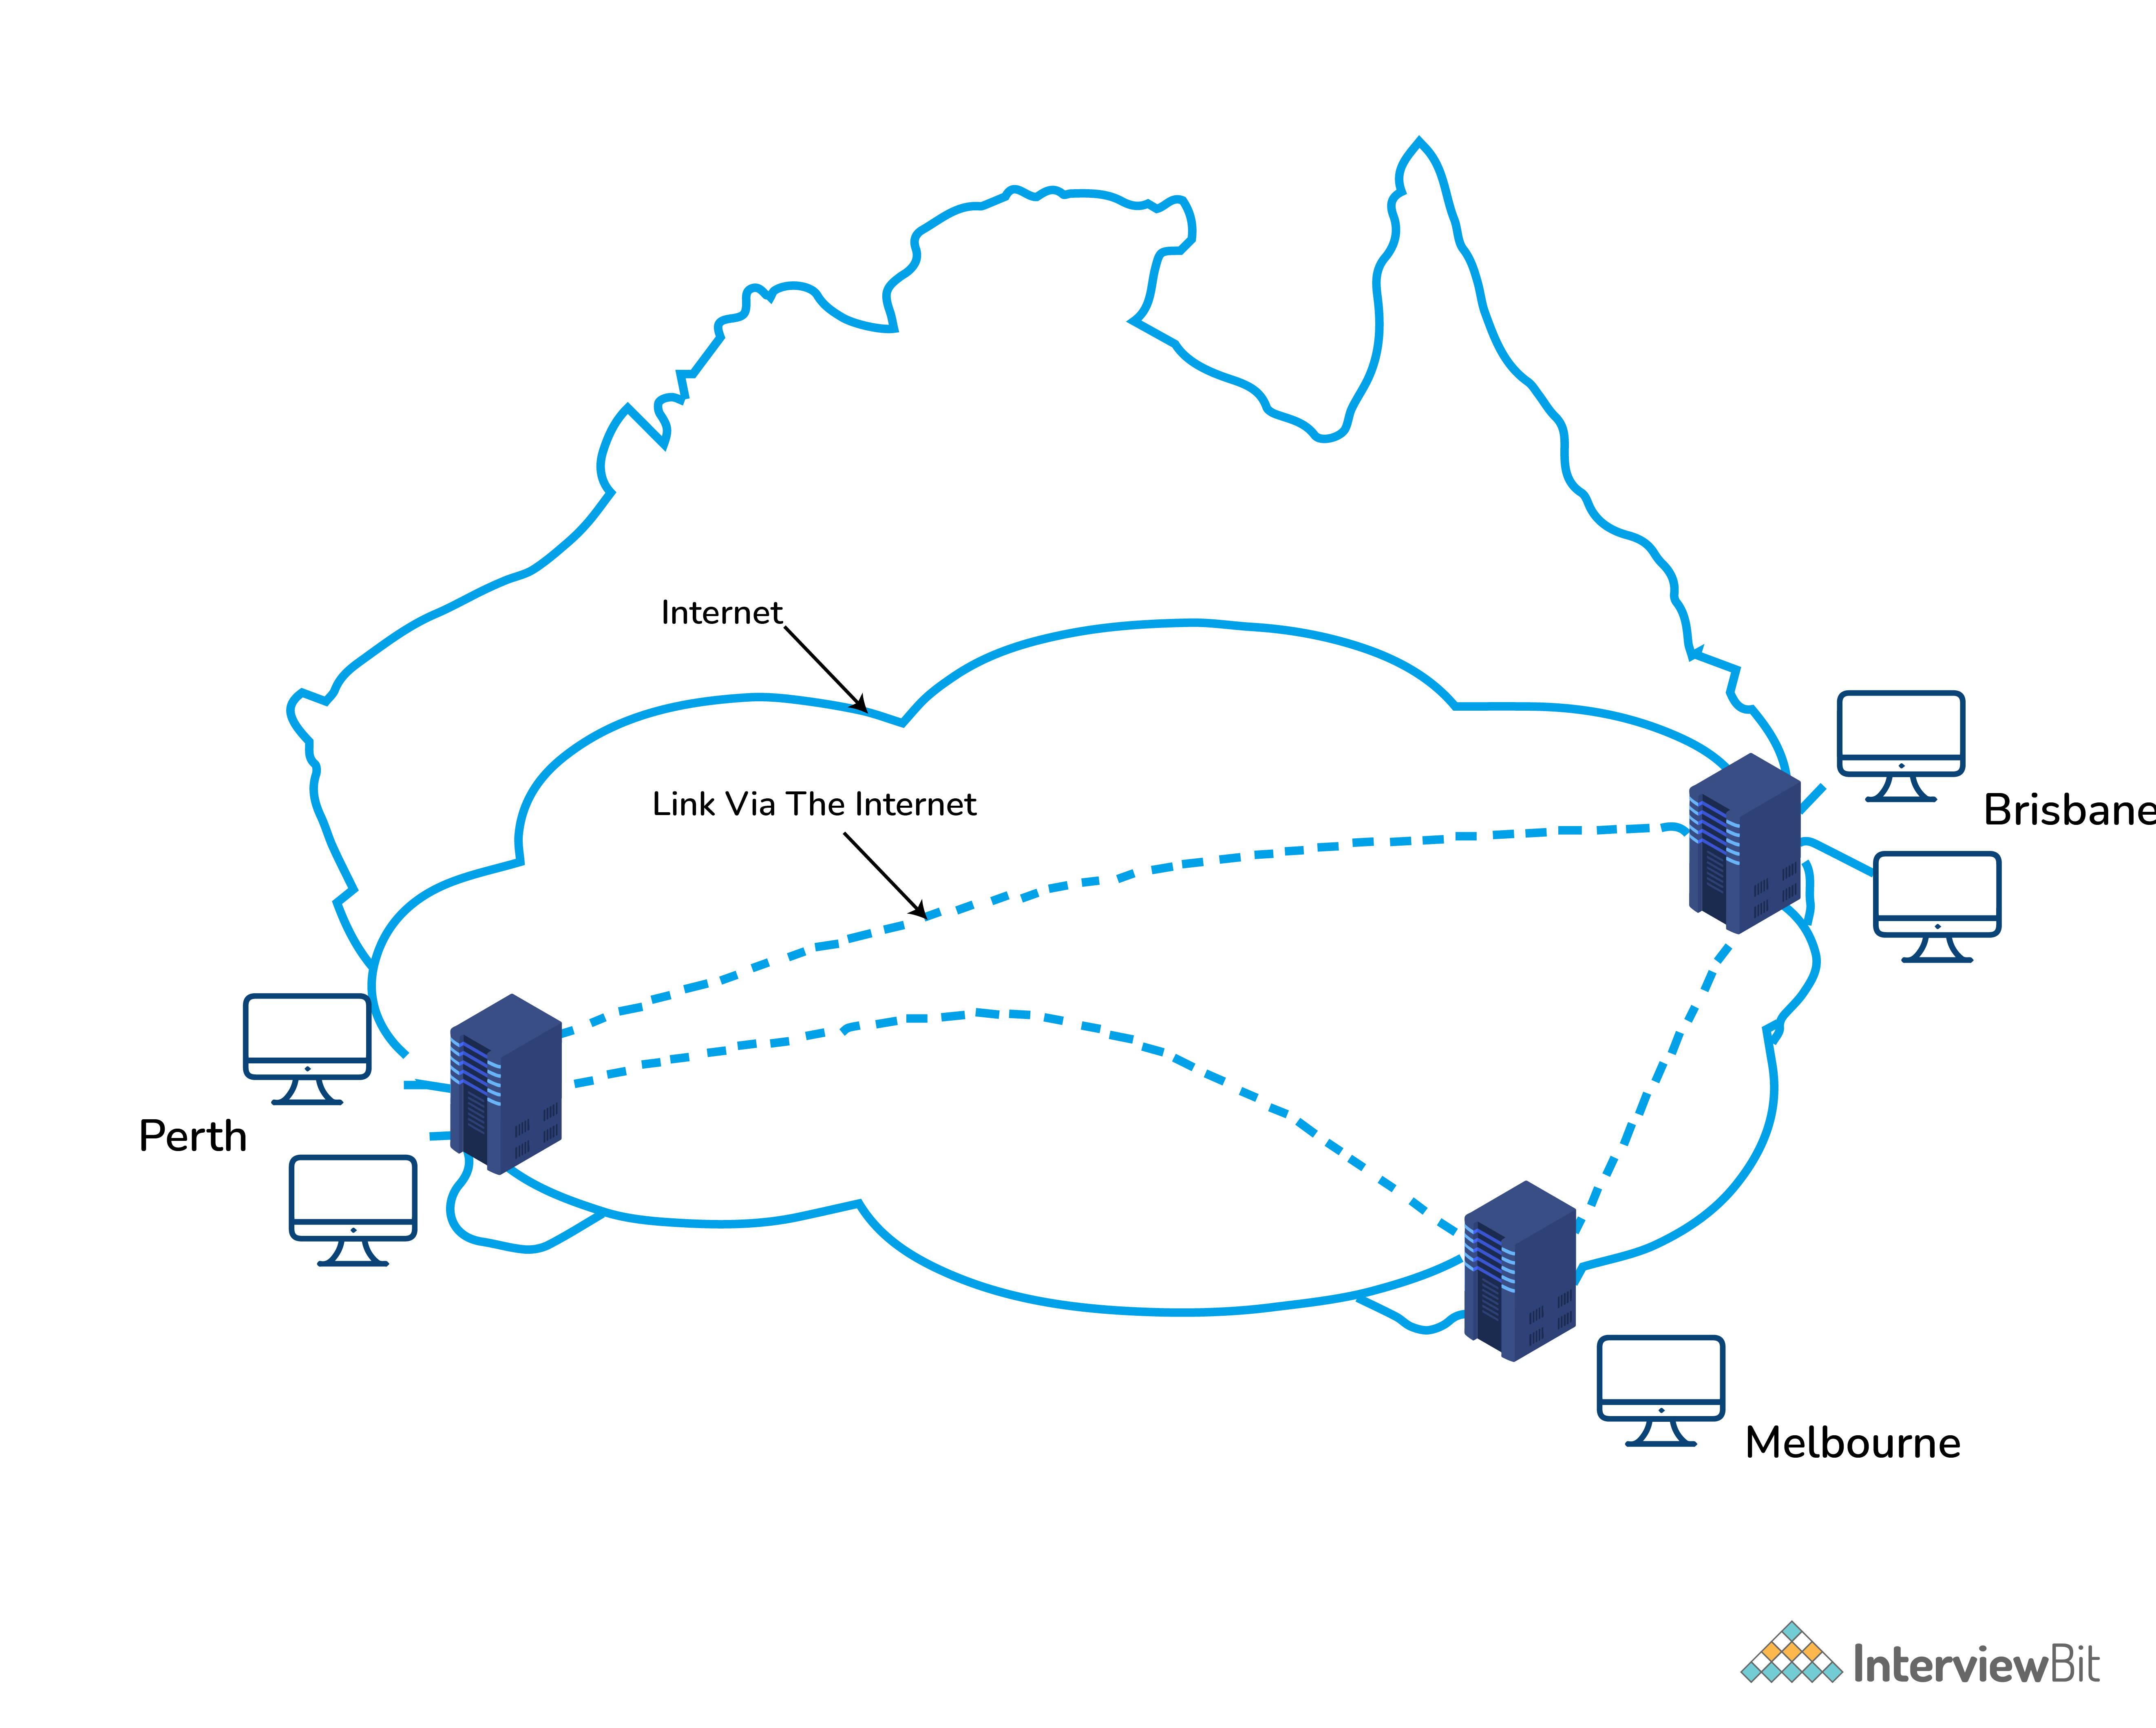 Internet
Link Via The Internet
Brisbane
Perth
Melbourne
InterviewBit